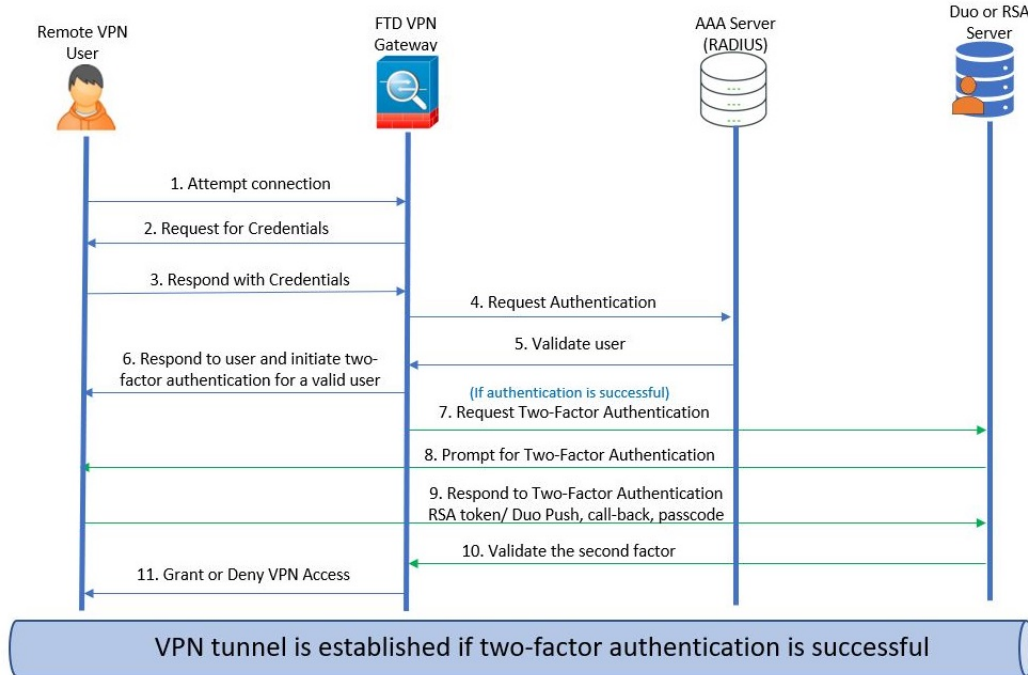 Remote VPN
User
FTD VPN
Gateway
AAA Server
(RADIUS)
Duo or RSA
Server
1. Attempt connection
2. Request for Credentials
3. Respond with Credentials
4. Request Authentication
5. Validate user
6. Respond to user and initiate two-
factor authentication for a valid user
(If authentication is successful)
7. Request Two-Factor Authentication
8. Prompt for Two-Factor Authentication
9. Respond to Two-Factor Authentication
RSA token/ Duo Push, call-back, passcode
10. Validate the second factor
11. Grant or Deny VPN Access
VPN tunnel is established if two-factor authentication is successful